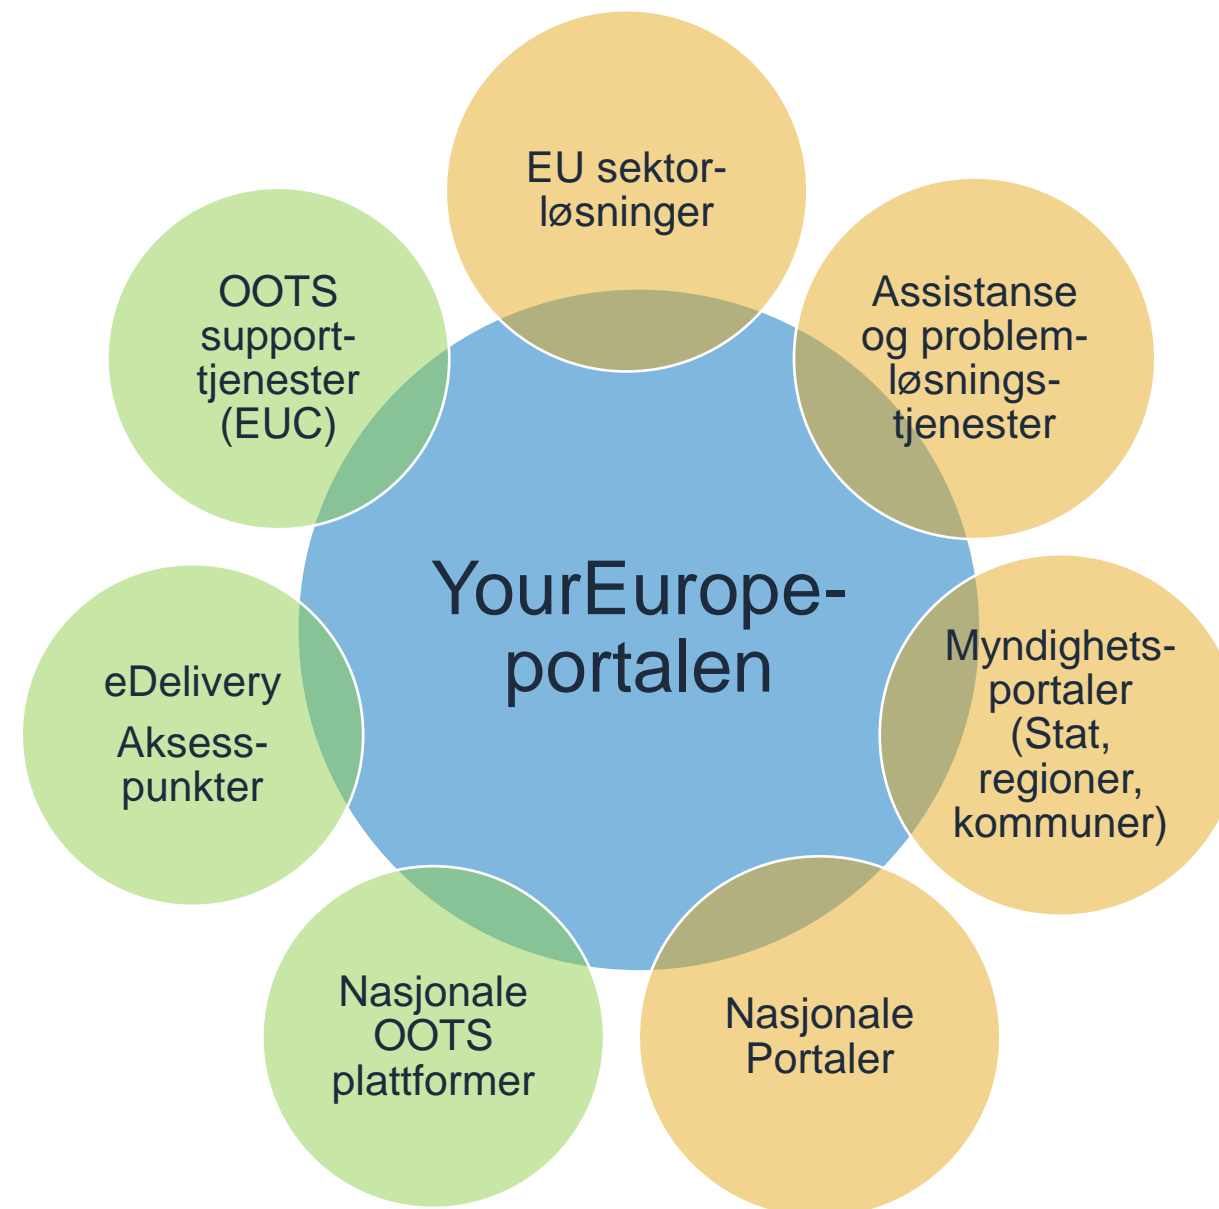 EU sektor-
løsninger
Assistanse
og problem-
løsnings-
tjenester
Myndighets-
portaler
(Stat,
regioner,
kommuner)
Nasjonale
Portaler
Nasjonale
OOTS
plattformer
eDelivery
Aksess-
punkter
OOTS
support-
tjenester
(EUC)
YourEurope-
portalen